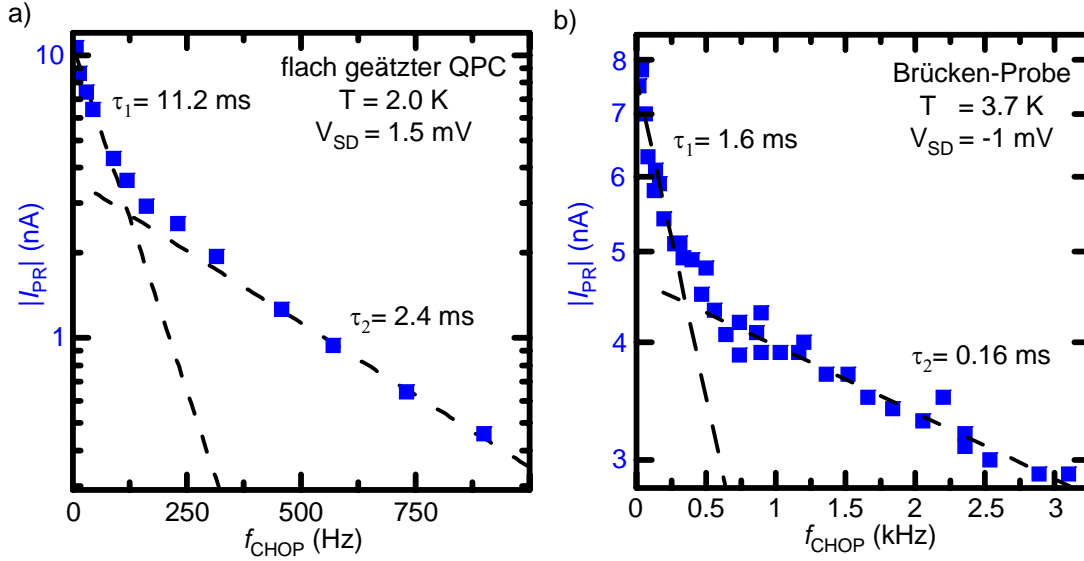 a)
flach geätzter QPC
T = 2.0 K
V_SD = 1.5 mV
τ₁= 11.2 ms
τ₂= 2.4 ms
10
1
|I_PR| (nA)
0 250 500 750
f_CHOP (Hz)
b)
Brücken-Probe
T = 3.7 K
V_SD = -1 mV
τ₁= 1.6 ms
τ₂= 0.16 ms
8
7
6
5
4
3
|I_PR| (nA)
0 0.5 1 1.5 2 2.5 3
f_CHOP (kHz)